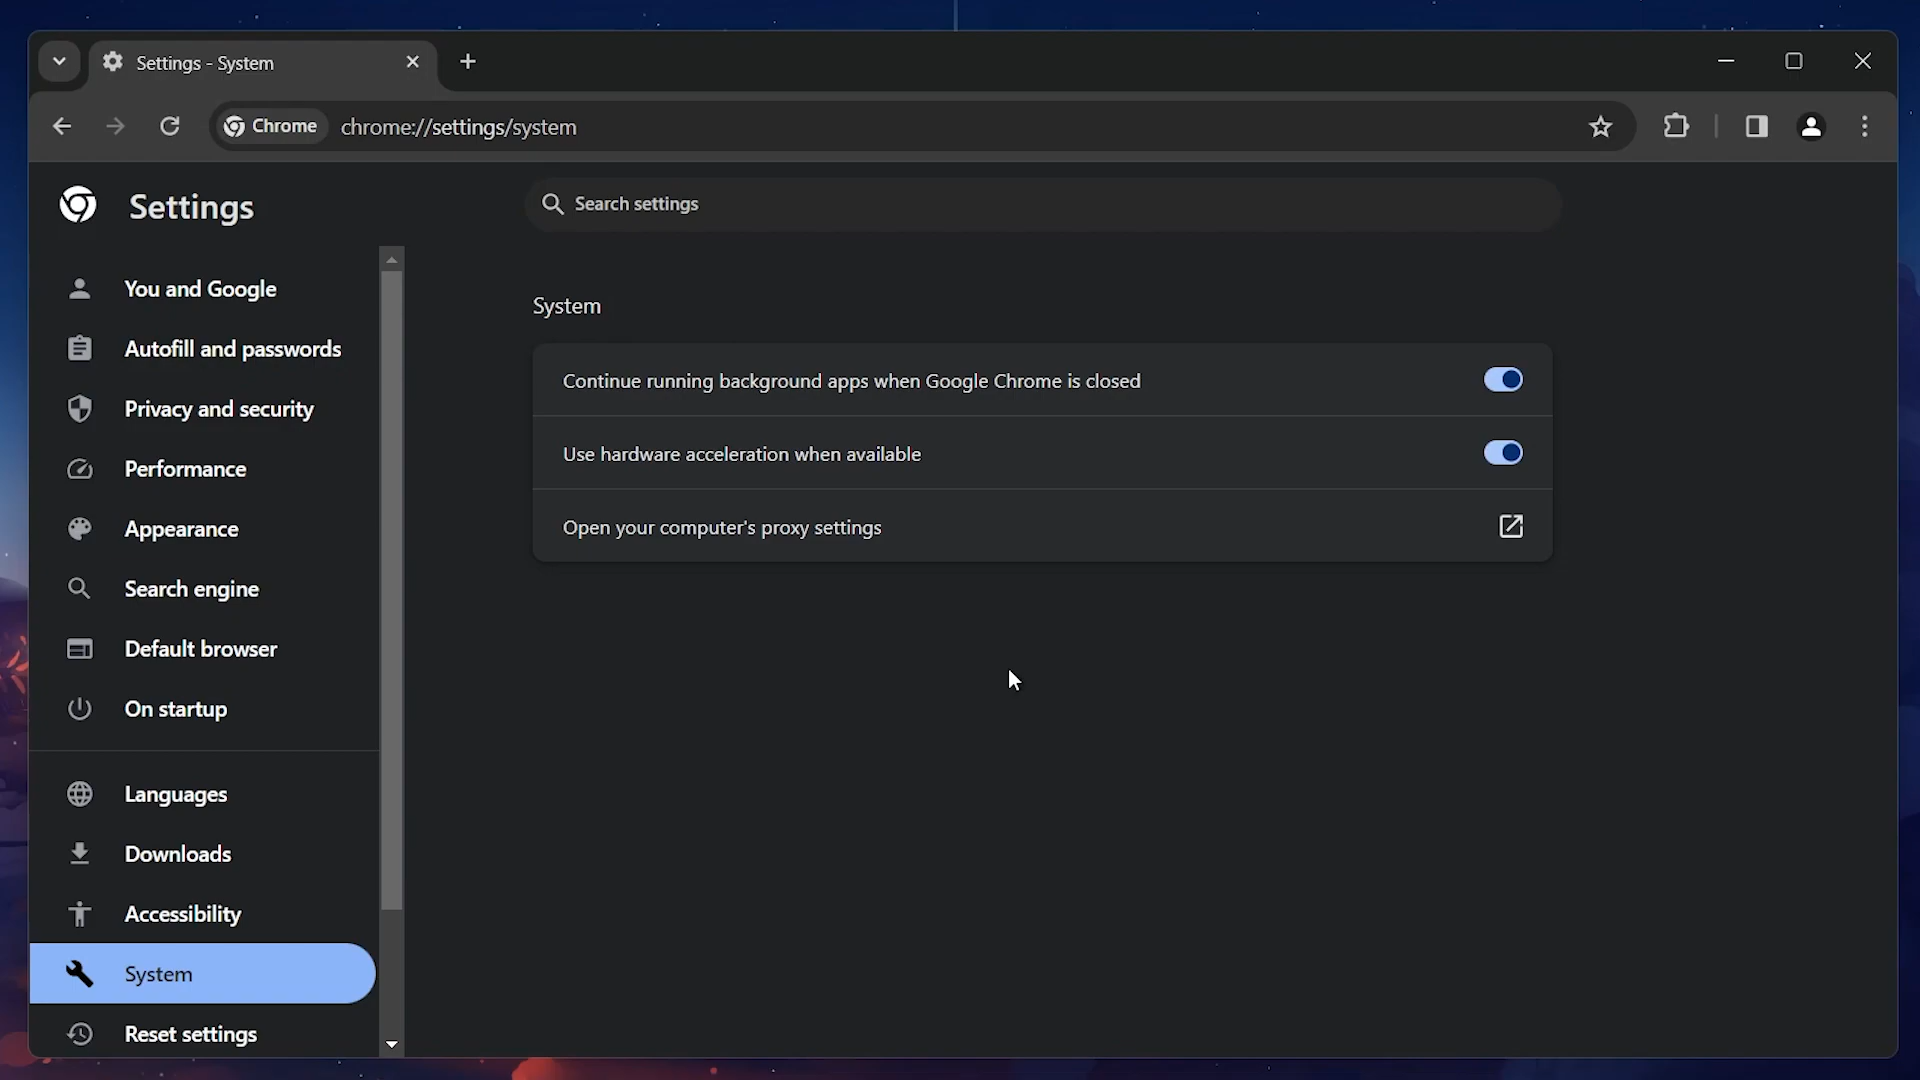 Settings - System
Chrome
chrome://settings/system
Settings
Search settings
You and Google
Autofill and passwords
Privacy and security
Performance
Appearance
Search engine
Default browser
On startup
Languages
Downloads
Accessibility
System
Reset settings
System
Continue running background apps when Google Chrome is closed
Use hardware acceleration when available
Open your computer's proxy settings